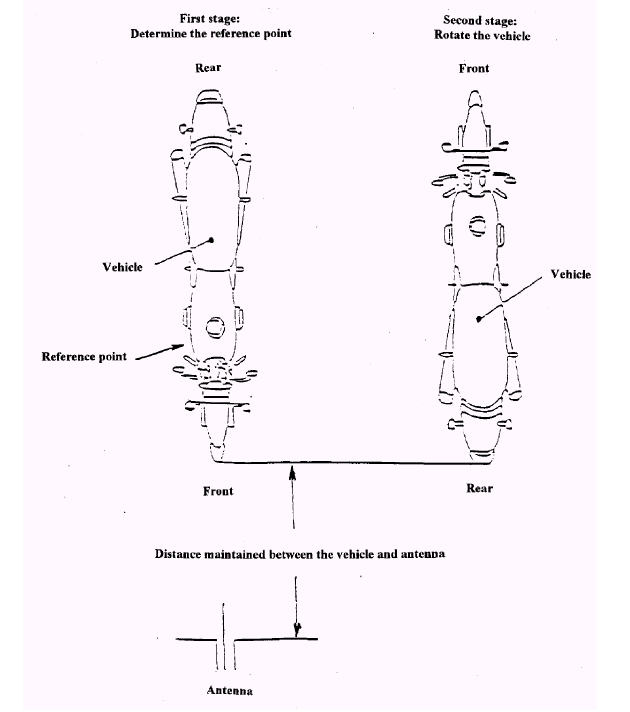 First stage:
Determine the reference point
Second stage:
Rotate the vehicle
Rear
Front
Vehicle
Vehicle
Reference point
Front
Rear
Distance maintained between the vehicle and antenna
Antenna